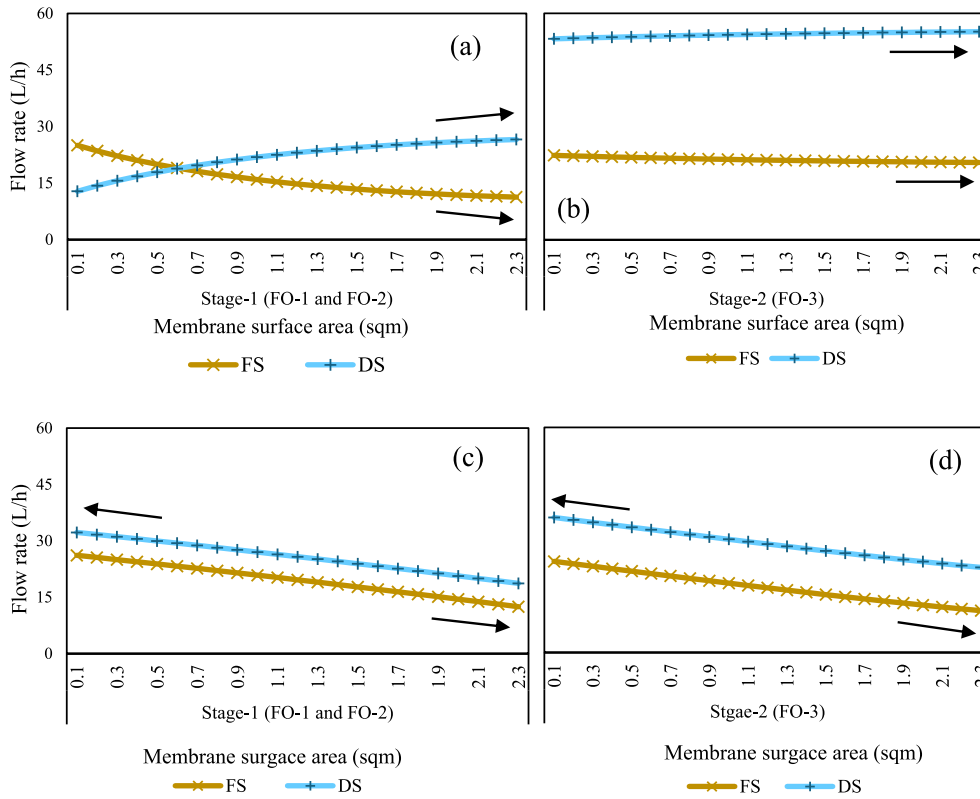 60
45
30
15
0
Flow rate (L/h)
(a)
0.1 0.3 0.5 0.7 0.9 1.1 1.3 1.5 1.7 1.9 2.1 2.3
Stage-1 (FO-1 and FO-2)
Membrane surface area (sqm)
FS DS
(b)
0.1 0.3 0.5 0.7 0.9 1.1 1.3 1.5 1.7 1.9 2.1 2.3
Stage-2 (FO-3)
Membrane surface area (sqm)
FS DS
60
45
30
15
0
Flow rate (L/h)
(c)
0.1 0.3 0.5 0.7 0.9 1.1 1.3 1.5 1.7 1.9 2.1 2.3
Stage-1 (FO-1 and FO-2)
Membrane surgace area (sqm)
FS DS
(d)
0.1 0.3 0.5 0.7 0.9 1.1 1.3 1.5 1.7 1.9 2.1 2.3
Stgae-2 (FO-3)
Membrane surgace area (sqm)
FS DS